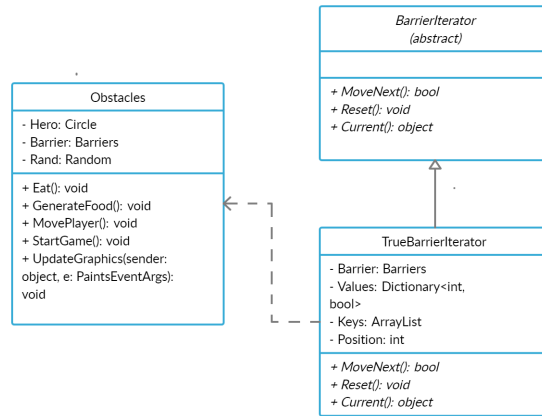 BarrierIterator
(abstract)
+ MoveNext(): bool
+ Reset(): void
+ Current(): object
Obstacles
- Hero: Circle
- Barrier: Barriers
- Rand: Random
+ Eat(): void
+ GenerateFood(): void
+ MovePlayer(): void
+ StartGame(): void
+ UpdateGraphics(sender:
object, e: PaintsEventArgs):
void
TrueBarrierIterator
- Barrier: Barriers
- Values: Dictionary<int,
bool>
- Keys: ArrayList
- Position: int
+ MoveNext(): bool
+ Reset(): void
+ Current(): object